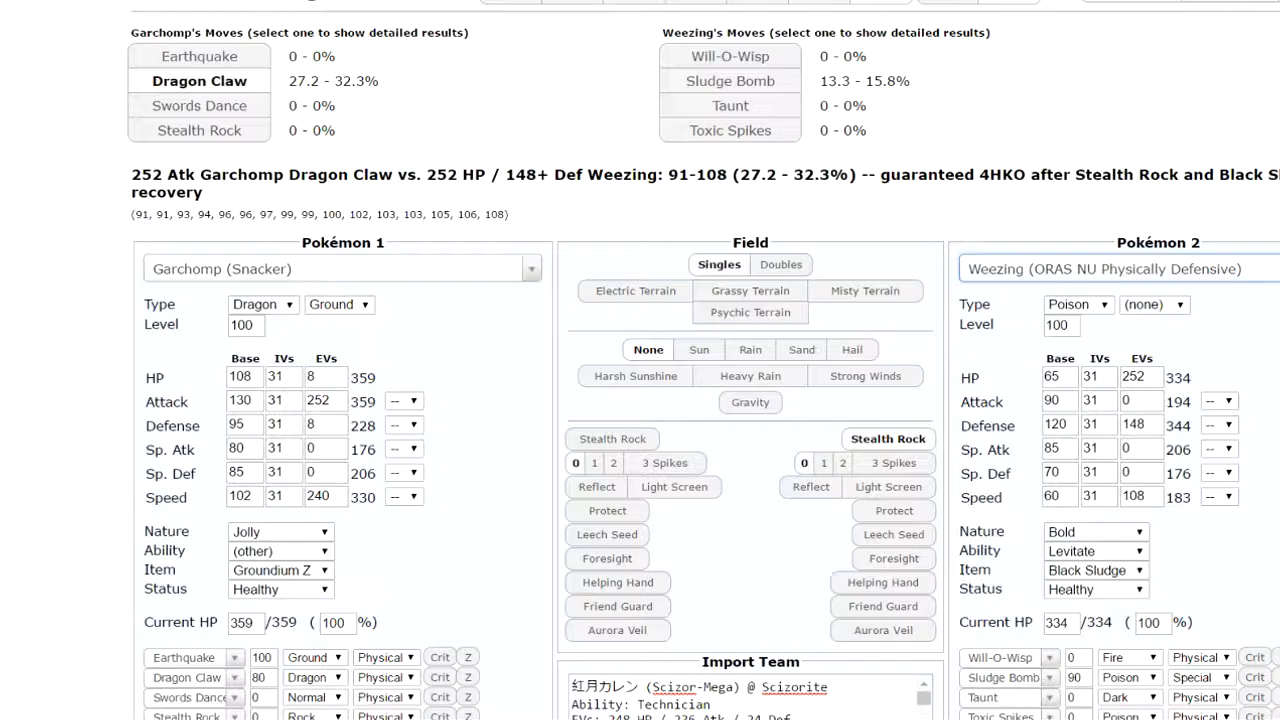 Garchomp's Moves (select one to show detailed results)
Earthquake 0 - 0%
Dragon Claw 27.2 - 32.3%
Swords Dance 0 - 0%
Stealth Rock 0 - 0%
Weezing's Moves (select one to show detailed results)
Will-O-Wisp 0 - 0%
Sludge Bomb 13.3 - 15.8%
Taunt 0 - 0%
Toxic Spikes 0 - 0%
252 Atk Garchomp Dragon Claw vs. 252 HP / 148+ Def Weezing: 91-108 (27.2 - 32.3%) -- guaranteed 4HKO after Stealth Rock and Black
recovery
(91, 91, 93, 94, 96, 96, 97, 99, 99, 100, 102, 103, 103, 105, 106, 108)
Pokémon 1
Garchomp (Snacker)
Type Dragon Ground
Level 100
Base IVs EVs
HP 108 31 8 359
Attack 130 31 252 359 --
Defense 95 31 8 228 --
Sp. Atk 80 31 0 176 --
Sp. Def 85 31 0 206 --
Speed 102 31 240 330 --
Nature Jolly
Ability (other)
Item Groundium Z
Status Healthy
Current HP 359 /359 ( 100 %)
Earthquake 100 Ground Physical Crit Z
Dragon Claw 80 Dragon Physical Crit Z
Swords Dance 0 Normal Physical Crit Z
Stealth Rock 0 Rock Physical Crit Z
Field
Singles Doubles
Electric Terrain Grassy Terrain Misty Terrain
Psychic Terrain
None Sun Rain Sand Hail
Harsh Sunshine Heavy Rain Strong Winds
Gravity
Stealth Rock Stealth Rock
0 1 2 3 Spikes 0 1 2 3 Spikes
Reflect Light Screen Reflect Light Screen
Protect Protect
Leech Seed Leech Seed
Foresight Foresight
Helping Hand Helping Hand
Friend Guard Friend Guard
Aurora Veil Aurora Veil
Import Team
红月カレン (Scizor-Mega) @ Scizorite
Ability: Technician
EVs: 248 HP / 236 Atk / 24 Def
Pokémon 2
Weezing (ORAS NU Physically Defensive)
Type Poison (none)
Level 100
Base IVs EVs
HP 65 31 252 334
Attack 90 31 0 194 --
Defense 120 31 148 344 --
Sp. Atk 85 31 0 206 --
Sp. Def 70 31 0 176 --
Speed 60 31 108 183 --
Nature Bold
Ability Levitate
Item Black Sludge
Status Healthy
Current HP 334 /334 ( 100 %)
Will-O-Wisp 0 Fire Physical Crit
Sludge Bomb 90 Poison Special Crit
Taunt 0 Dark Physical Crit
Toxic Spikes 0 Poison Physical Crit